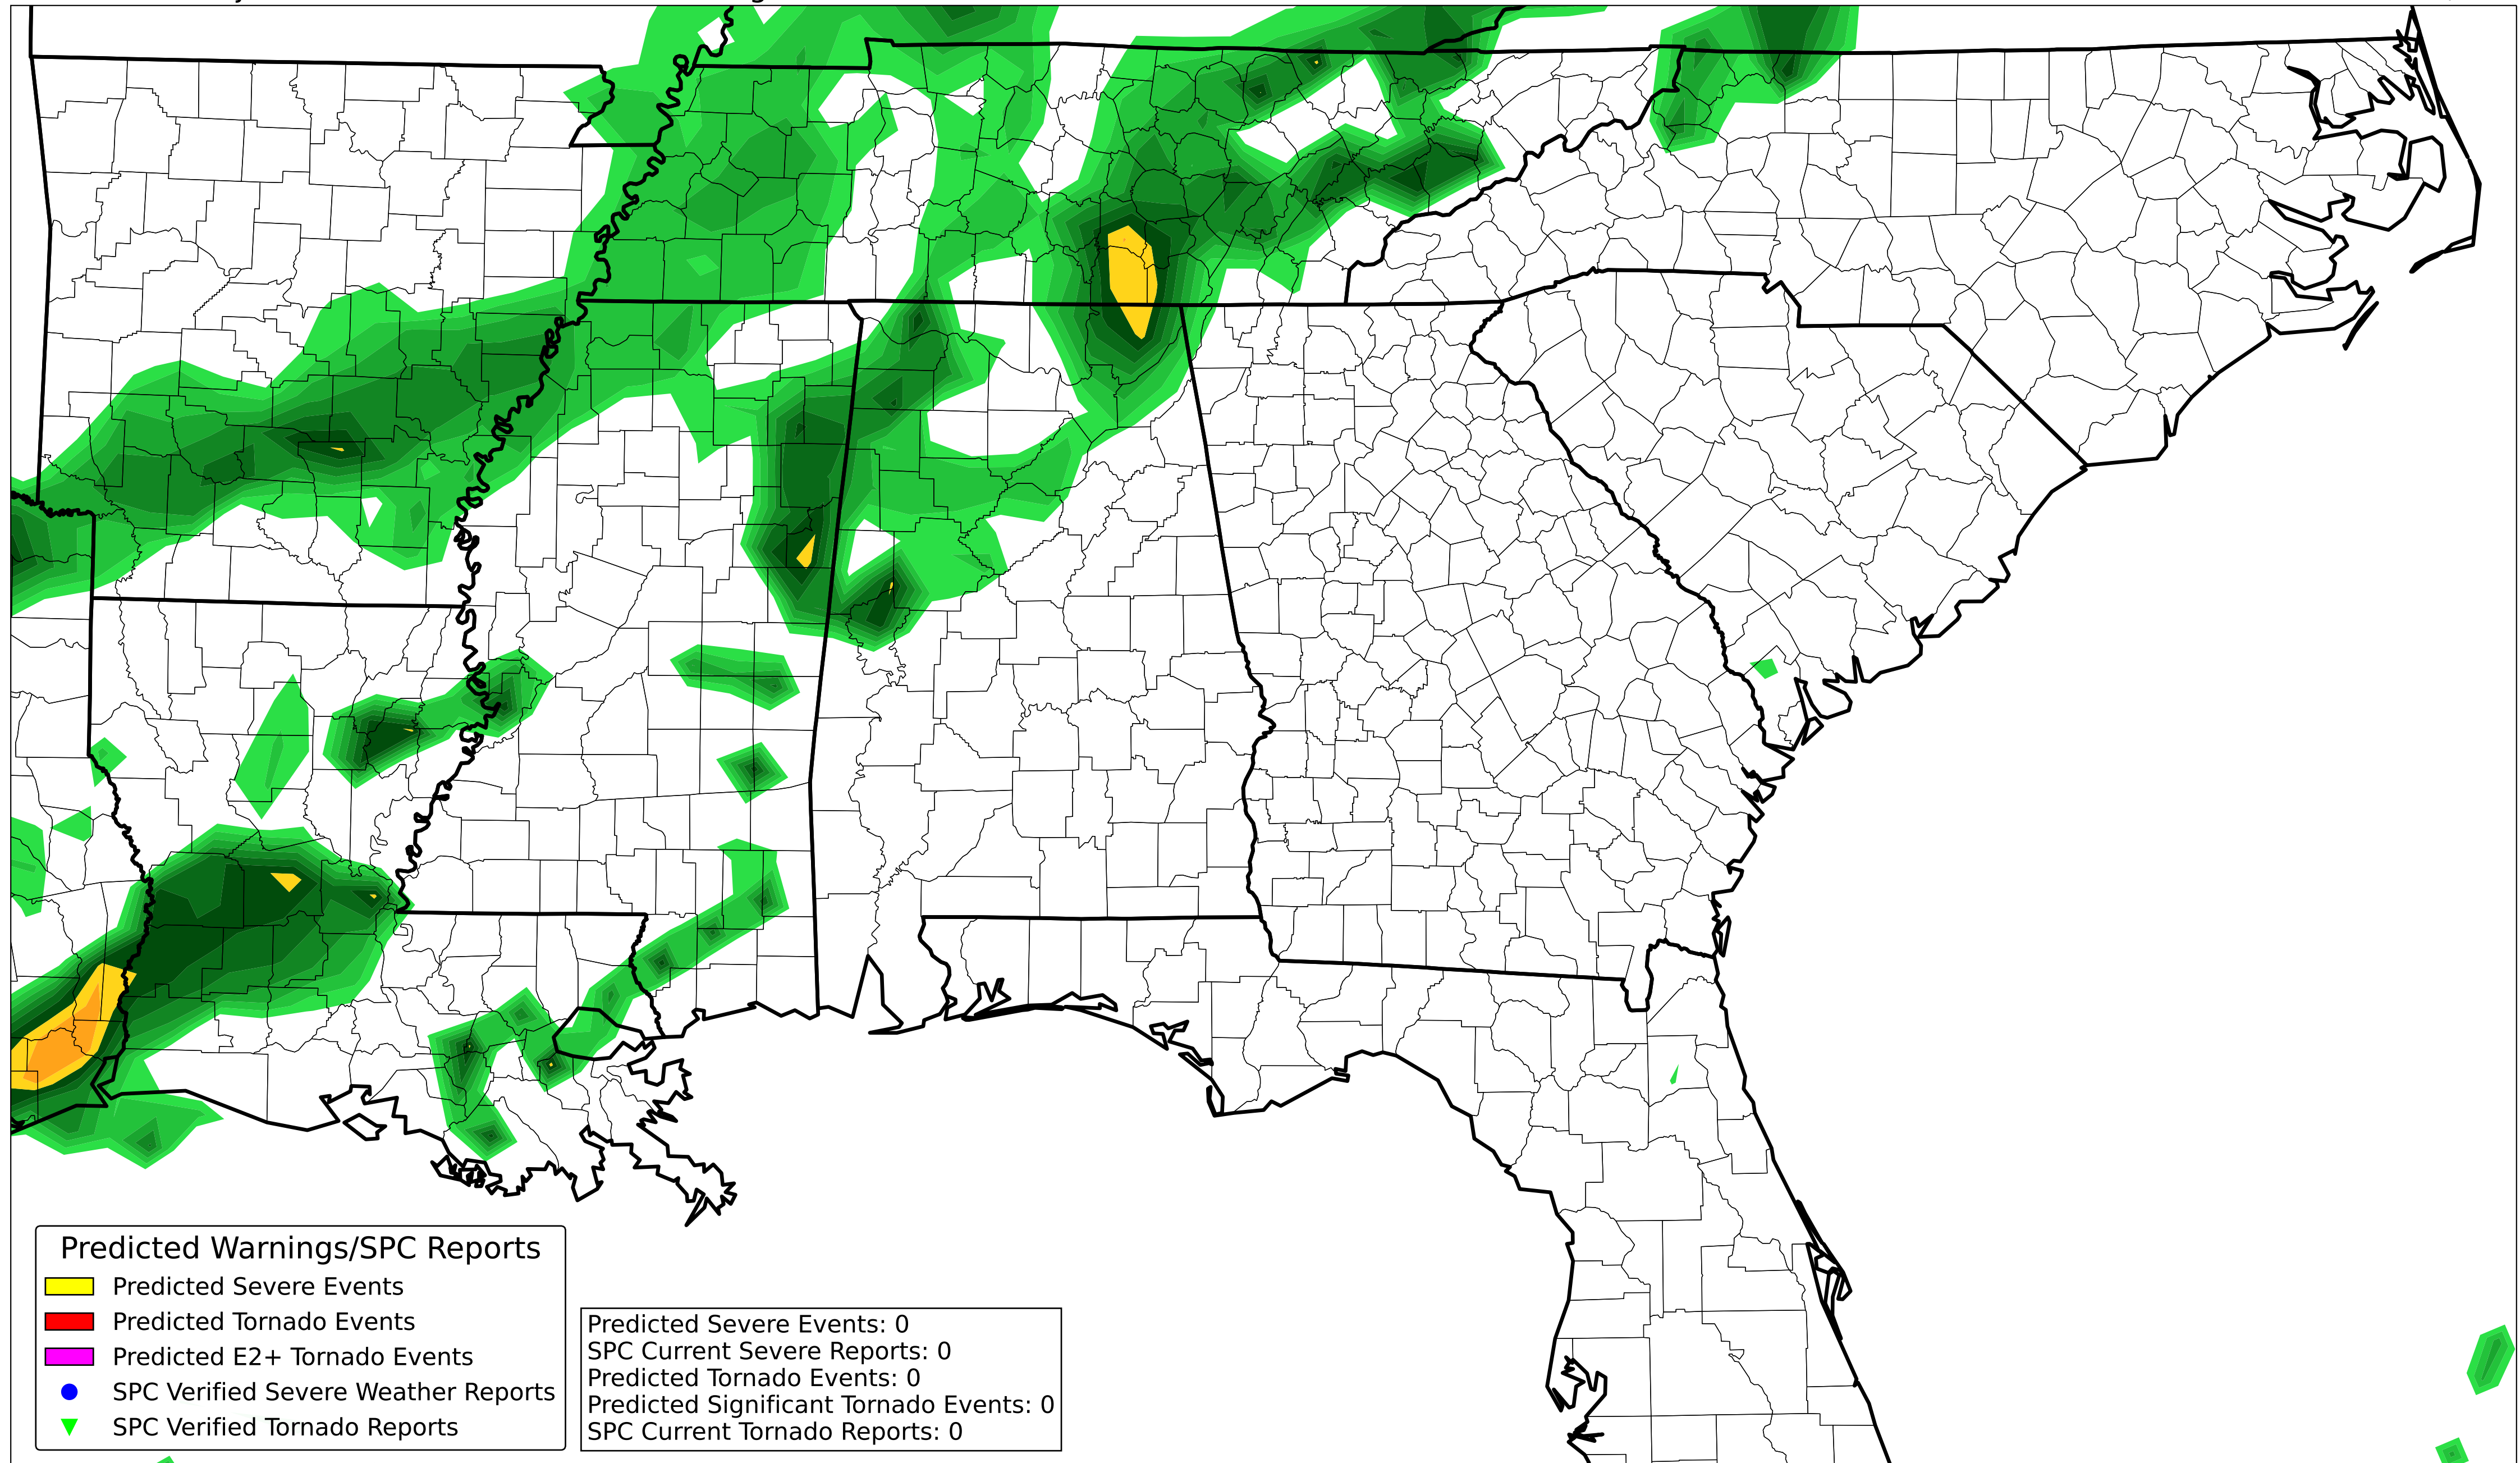 Predicted Warnings/SPC Reports
Predicted Severe Events
Predicted Tornado Events
Predicted E2+ Tornado Events
SPC Verified Severe Weather Reports
SPC Verified Tornado Reports
Predicted Severe Events: 0
SPC Current Severe Reports: 0
Predicted Tornado Events: 0
Predicted Significant Tornado Events: 0
SPC Current Tornado Reports: 0